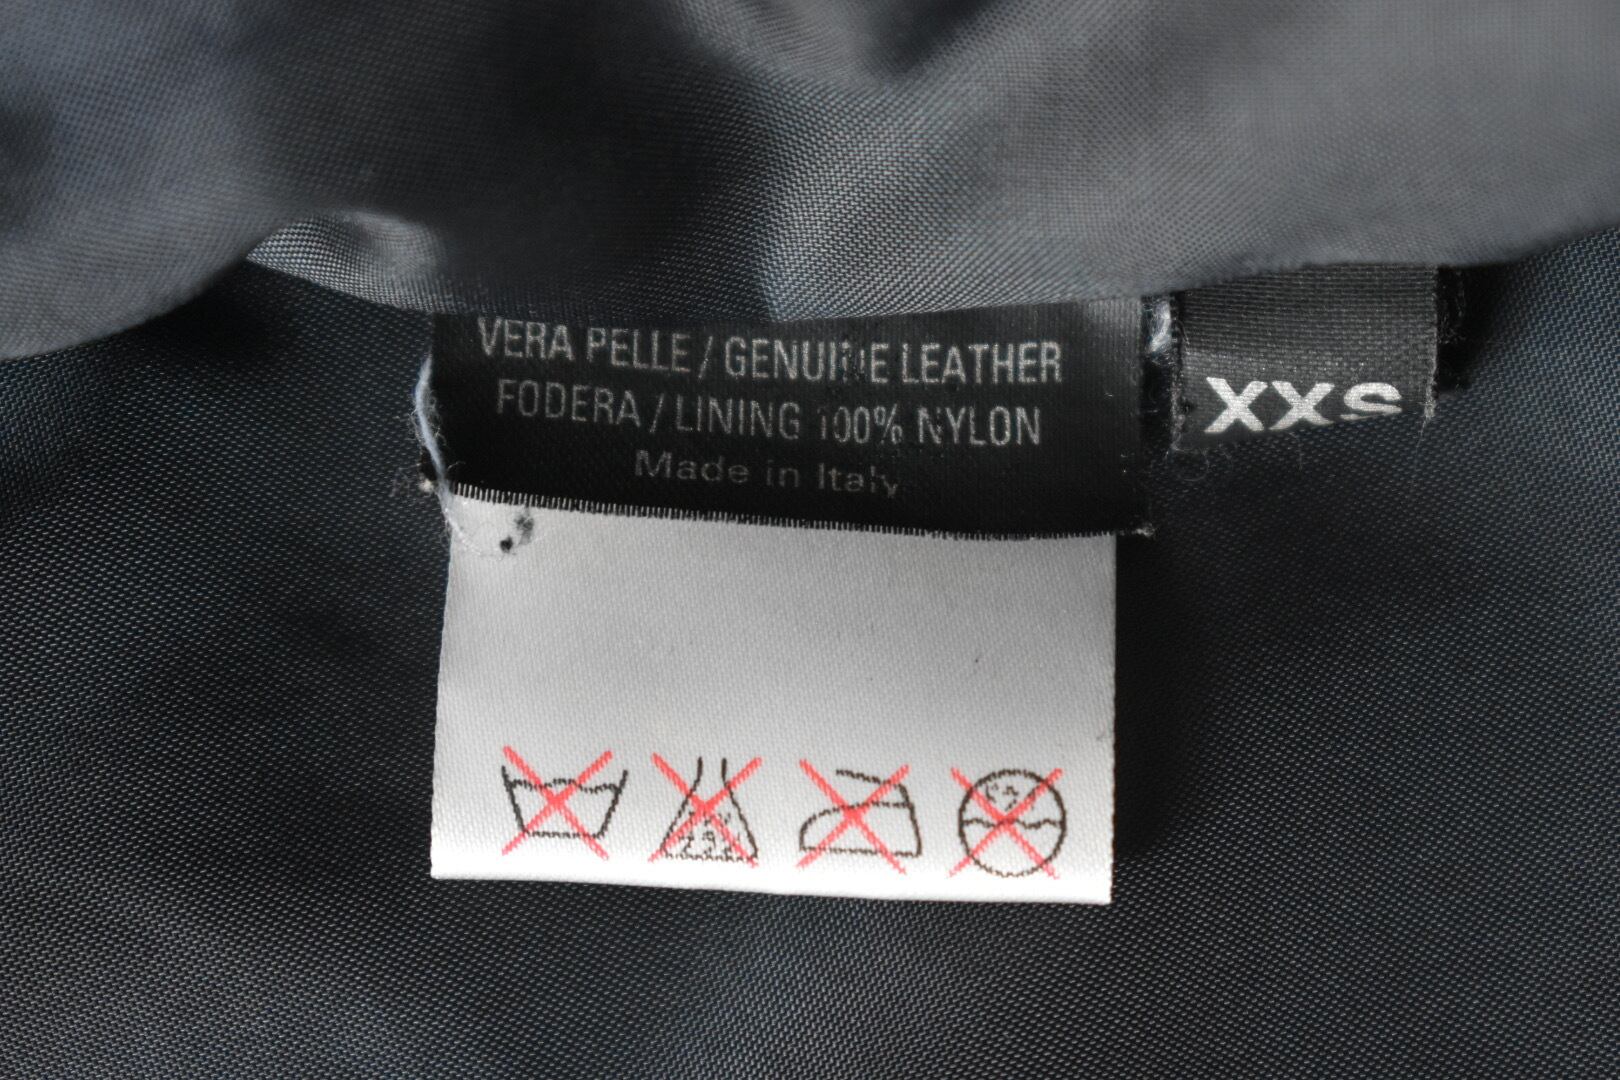 VERA PELLE / GENUINE LEATHER
FODERA / LINING 100% NYLON
Made in Italy
XXS